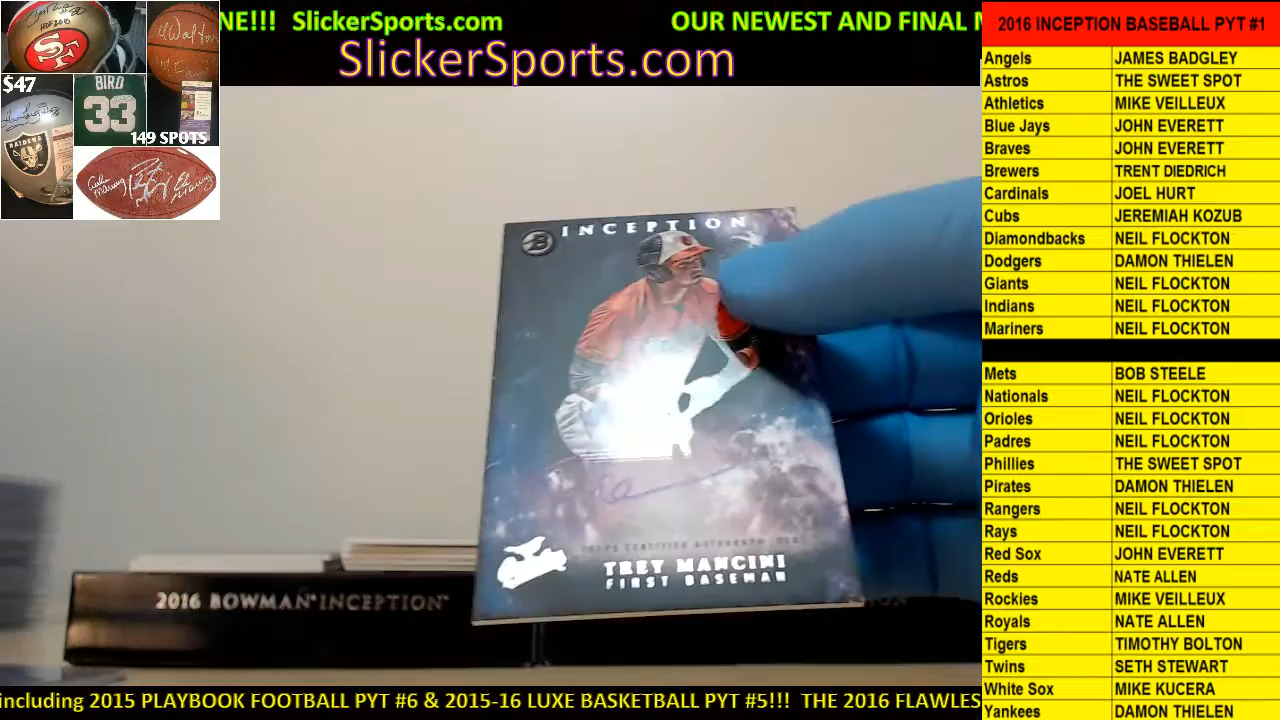 NE!!! SlickerSports.com OUR NEWEST AND FINAL M
SlickerSports.com
HOF 2013
SF
$47
BIRD
33
RAIDERS
149 SPOTS
INCEPTION
B
TOPPS CERTIFIED AUTOGRAPH
TREY MANCINI
FIRST BASEMAN
2016 BOWMAN INCEPTION
including 2015 PLAYBOOK FOOTBALL PYT #6 & 2015-16 LUXE BASKETBALL PYT #5!!! THE 2016 FLAWLES
2016 INCEPTION BASEBALL PYT #1
Angels JAMES BADGLEY
Astros THE SWEET SPOT
Athletics MIKE VEILLEUX
Blue Jays JOHN EVERETT
Braves JOHN EVERETT
Brewers TRENT DIEDRICH
Cardinals JOEL HURT
Cubs JEREMIAH KOZUB
Diamondbacks NEIL FLOCKTON
Dodgers DAMON THIELEN
Giants NEIL FLOCKTON
Indians NEIL FLOCKTON
Mariners NEIL FLOCKTON
Mets BOB STEELE
Nationals NEIL FLOCKTON
Orioles NEIL FLOCKTON
Padres NEIL FLOCKTON
Phillies THE SWEET SPOT
Pirates DAMON THIELEN
Rangers NEIL FLOCKTON
Rays NEIL FLOCKTON
Red Sox JOHN EVERETT
Reds NATE ALLEN
Rockies MIKE VEILLEUX
Royals NATE ALLEN
Tigers TIMOTHY BOLTON
Twins SETH STEWART
White Sox MIKE KUCERA
Yankees DAMON THIELEN